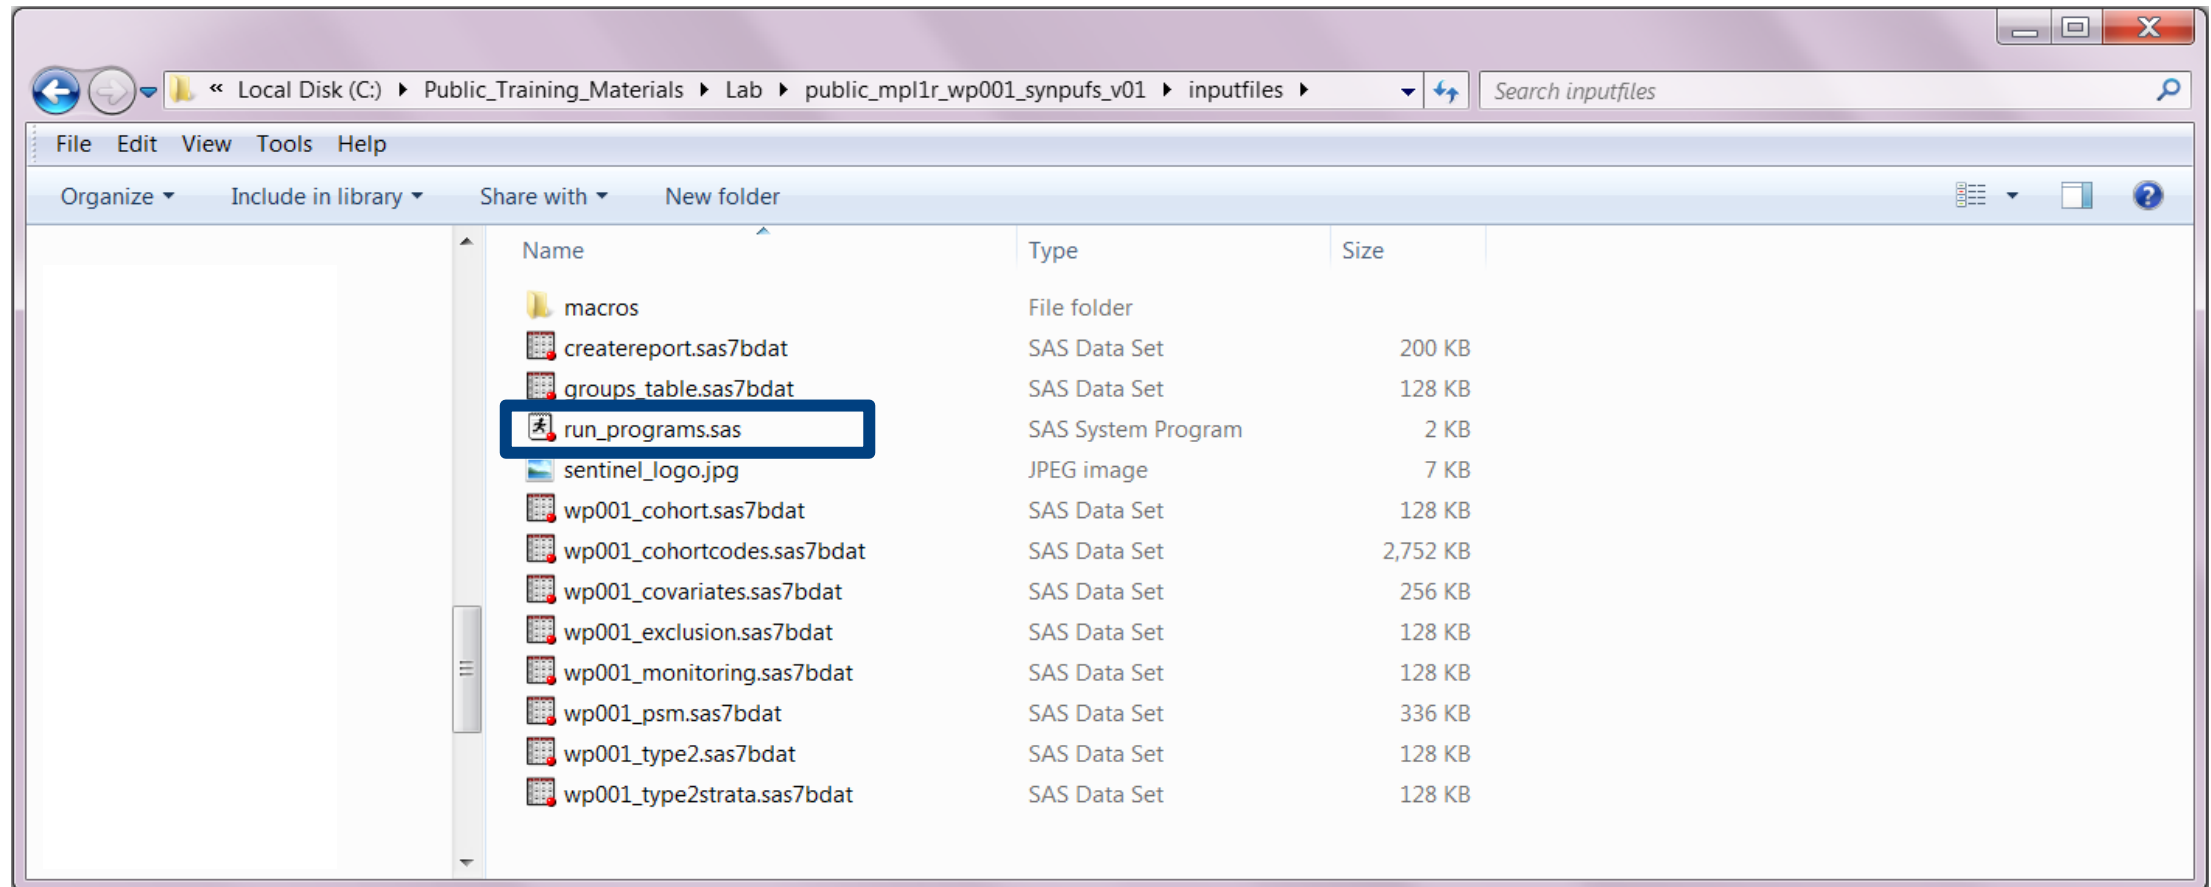 « Local Disk (C:) ▸ Public_Training_Materials ▸ Lab ▸ public_mpl1r_wp001_synpufs_v01 ▸ inputfiles ▸ Search inputfiles
File Edit View Tools Help
Organize Include in library Share with New folder
Name Type Size
macros File folder
createreport.sas7bdat SAS Data Set 200 KB
groups_table.sas7bdat SAS Data Set 128 KB
run_programs.sas SAS System Program 2 KB
sentinel_logo.jpg JPEG image 7 KB
wp001_cohort.sas7bdat SAS Data Set 128 KB
wp001_cohortcodes.sas7bdat SAS Data Set 2,752 KB
wp001_covariates.sas7bdat SAS Data Set 256 KB
wp001_exclusion.sas7bdat SAS Data Set 128 KB
wp001_monitoring.sas7bdat SAS Data Set 128 KB
wp001_psm.sas7bdat SAS Data Set 336 KB
wp001_type2.sas7bdat SAS Data Set 128 KB
wp001_type2strata.sas7bdat SAS Data Set 128 KB